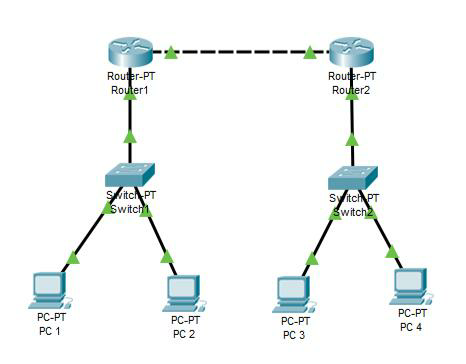 Router-PT
Router1
Router-PT
Router2
Switch-PT
Switch1
Switch-PT
Switch2
PC-PT
PC 1
PC-PT
PC 2
PC-PT
PC 3
PC-PT
PC 4